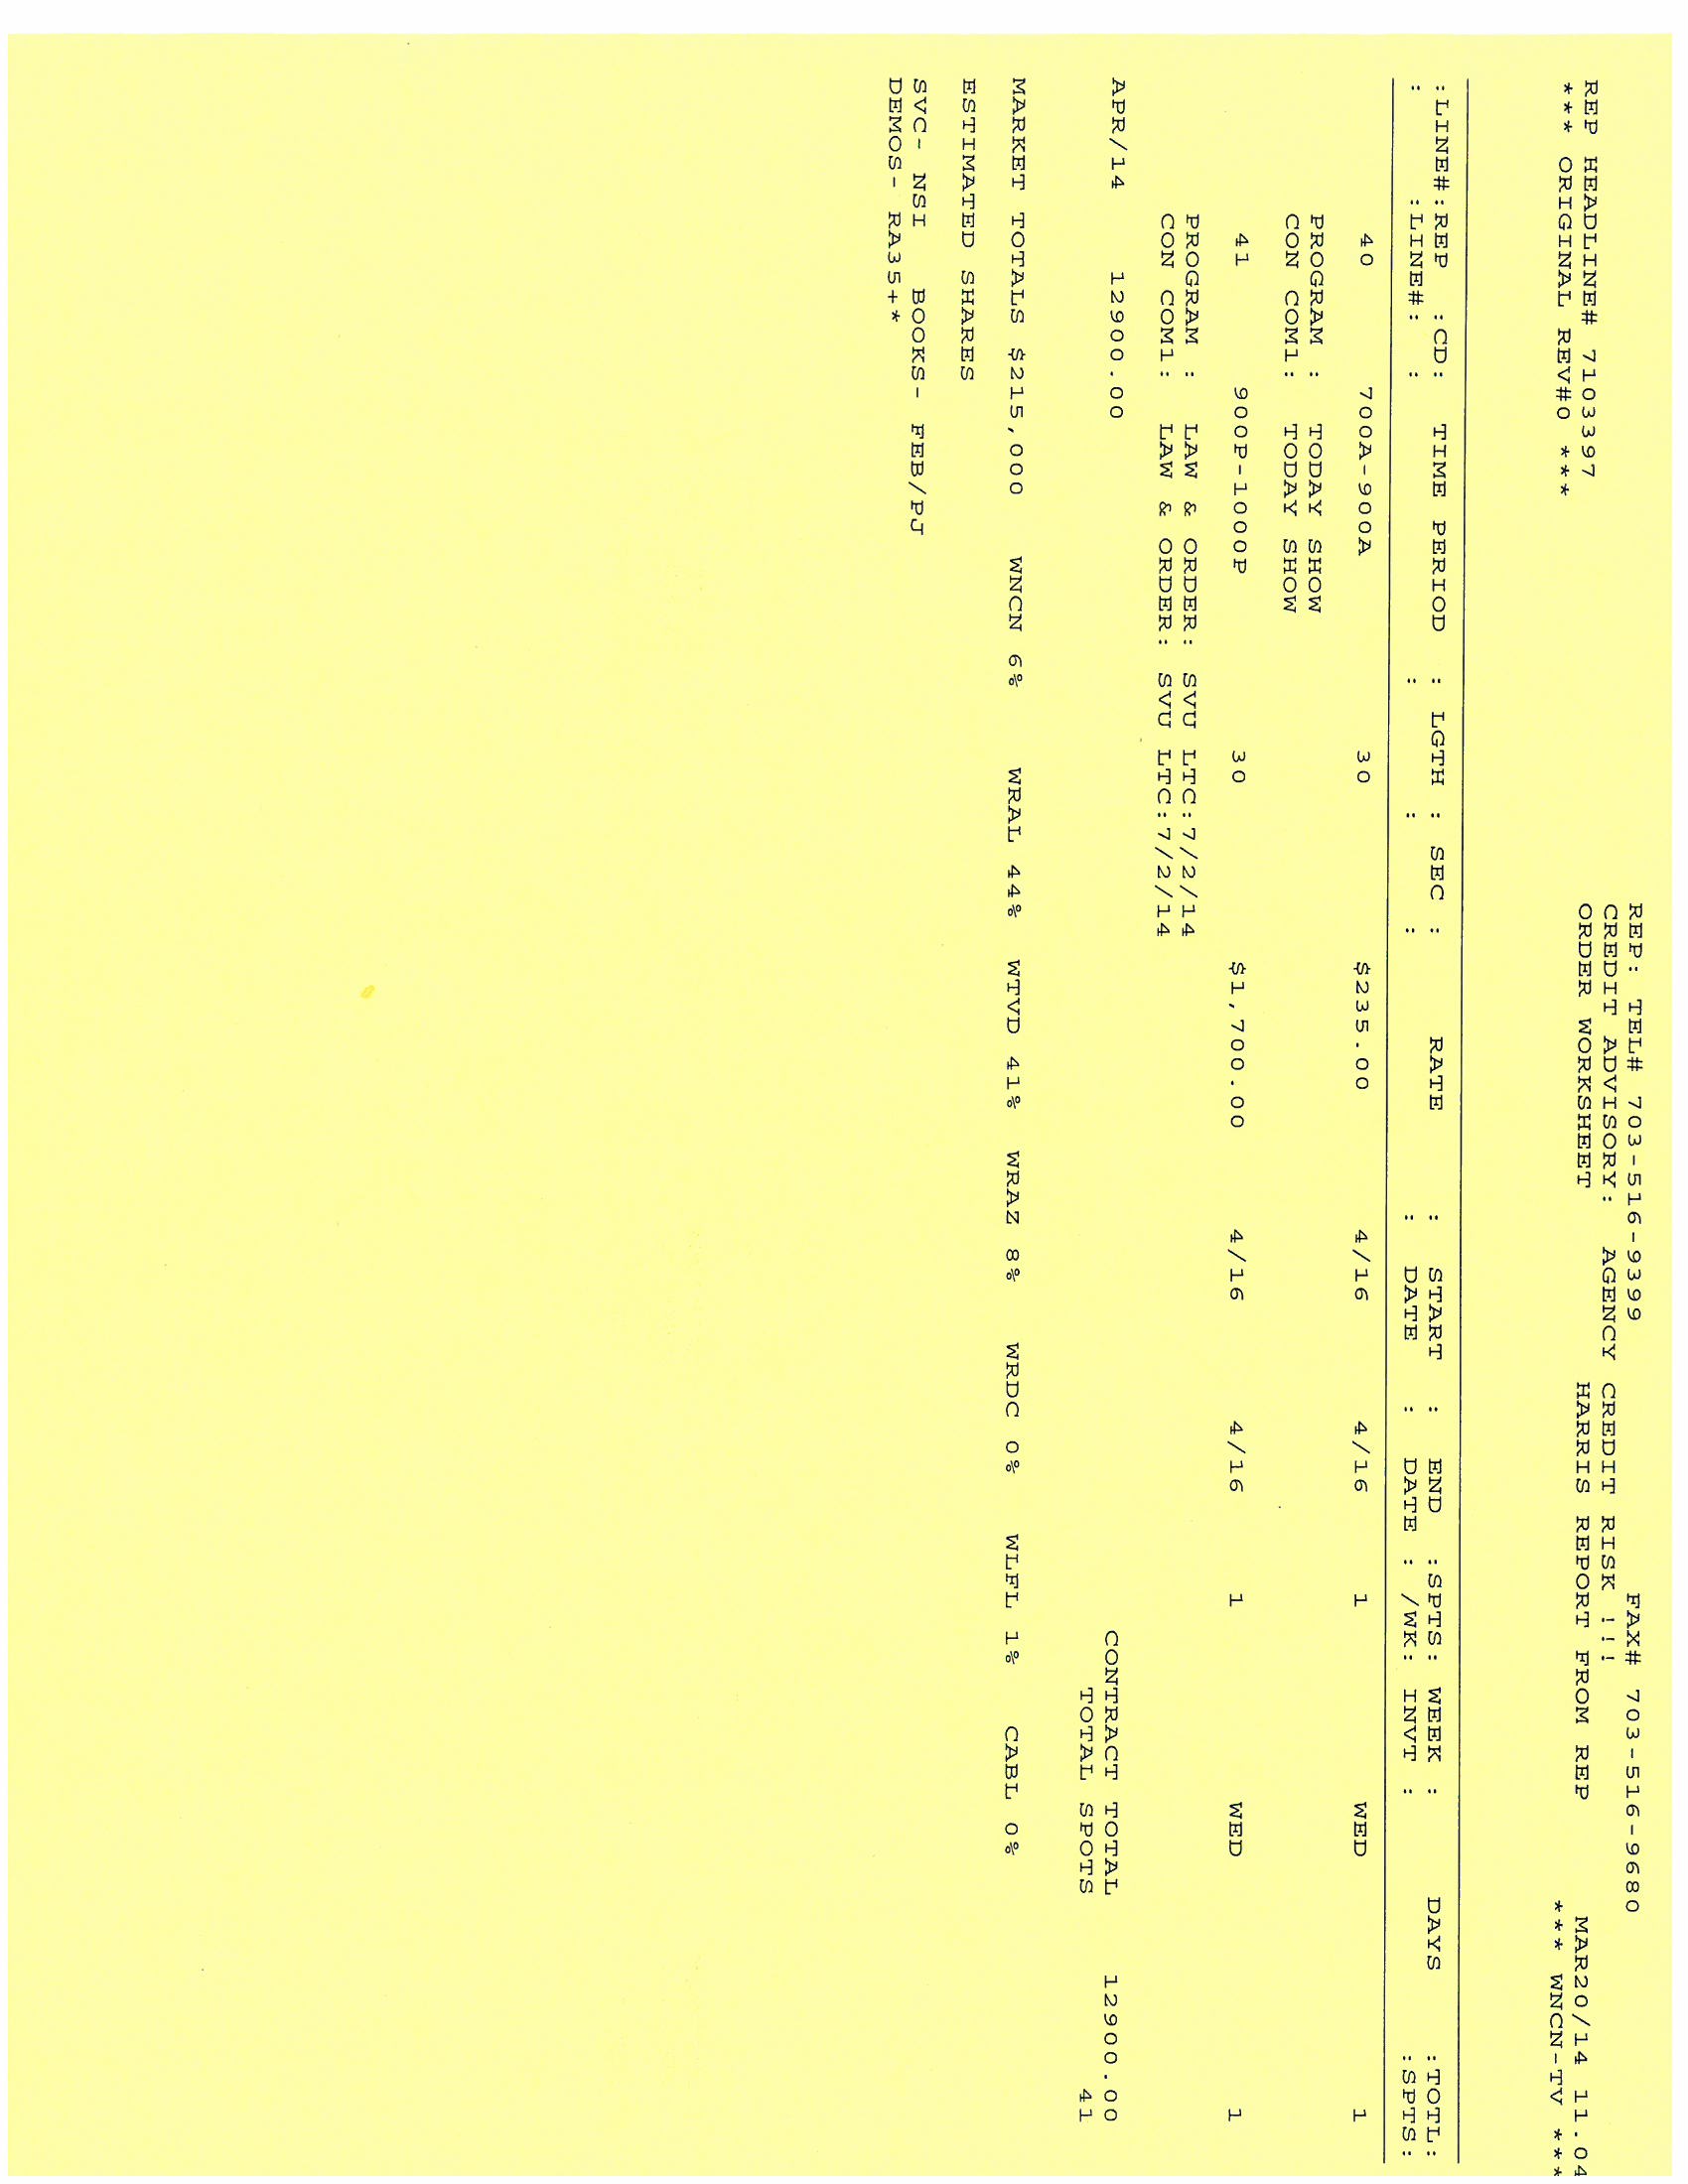 REP: TEL# 703-516-9399 FAX# 703-516-9680
CREDIT ADVISORY: AGENCY CREDIT RISK !!!
REP HEADLINE# 7103397 ORDER WORKSHEET HARRIS REPORT FROM REP MAR20/14 11.04
*** ORIGINAL REV#0 *** *** WNCN-TV ***
:LINE#:REP :CD: TIME PERIOD : LGTH : SEC : RATE : START : END :SPTS: WEEK : DAYS :TOTL:
: :LINE#: : : : : : DATE : DATE : /WK: INVT : :SPTS:
40 700A-900A 30 $235.00 4/16 4/16 1 WED 1
PROGRAM : TODAY SHOW
CON COM1: TODAY SHOW
41 900P-1000P 30 $1,700.00 4/16 4/16 1 WED 1
PROGRAM : LAW & ORDER: SVU LTC:7/2/14
CON COM1: LAW & ORDER: SVU LTC:7/2/14
APR/14 12900.00 CONTRACT TOTAL 12900.00
TOTAL SPOTS 41
MARKET TOTALS $215,000 WNCN 6% WRAL 44% WTVD 41% WRAZ 8% WRDC 0% WLFL 1% CABL 0%
ESTIMATED SHARES
SVC- NSI BOOKS- FEB/PJ
DEMOS- RA35+*